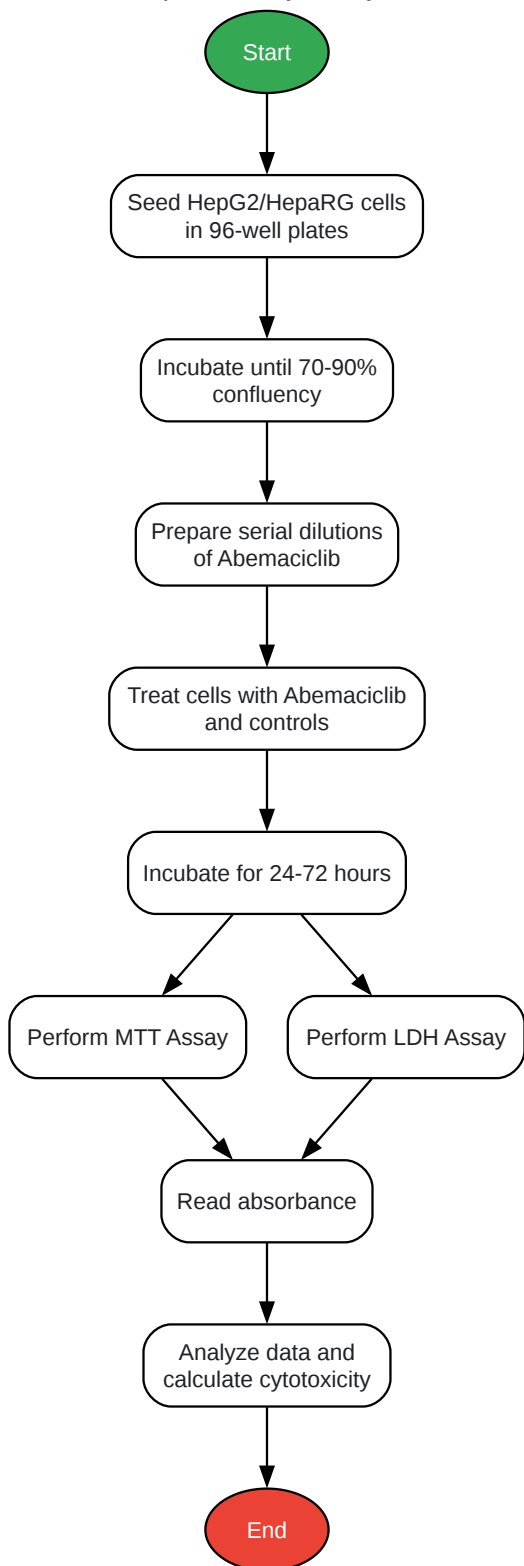 Start
Seed HepG2/HepaRG cells
in 96-well plates
Incubate until 70-90%
confluency
Prepare serial dilutions
of Abemaciclib
Treat cells with Abemaciclib
and controls
Incubate for 24-72 hours
Perform MTT Assay
Perform LDH Assay
Read absorbance
Analyze data and
calculate cytotoxicity
End